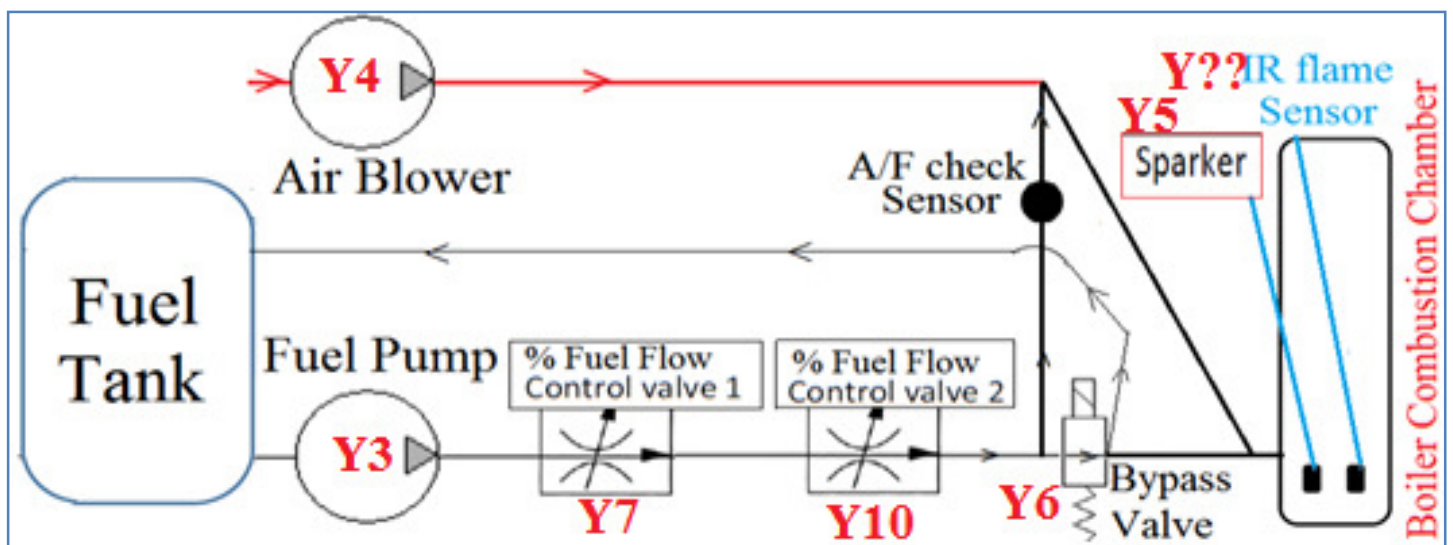 Y4
Air Blower
Y??
IR flame
Sensor
Y5
Sparker
A/F check
Sensor
Fuel
Tank
Fuel Pump
% Fuel Flow
Control valve 1
% Fuel Flow
Control valve 2
Y3
Y7
Y10
Y6
Bypass
Valve
Boiler Combustion Chamber